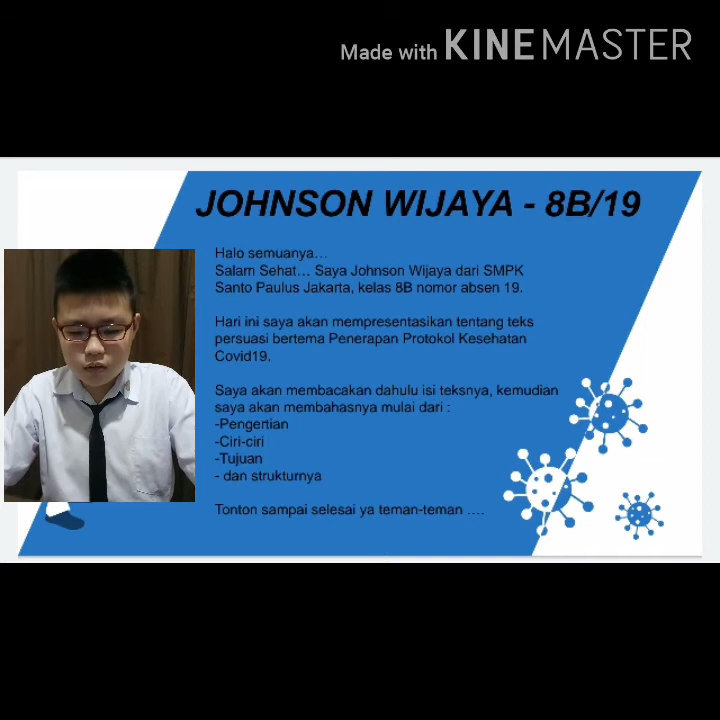 Made with KINEMASTER
JOHNSON WIJAYA - 8B/19
Halo semuanya…
Salam Sehat… Saya Johnson Wijaya dari SMPK
Santo Paulus Jakarta, kelas 8B nomor absen 19.
Hari ini saya akan mempresentasikan tentang teks
persuasi bertema Penerapan Protokol Kesehatan
Covid19.
Saya akan membacakan dahulu isi teksnya, kemudian
saya akan membahasnya mulai dari :
-Pengertian
-Ciri-ciri
-Tujuan
- dan strukturnya
Tonton sampai selesai ya teman-teman ….